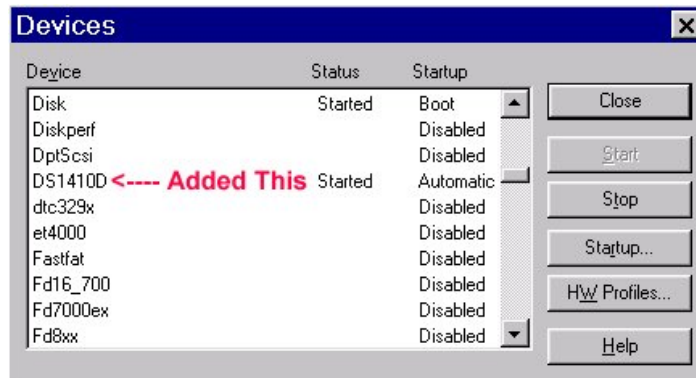 Devices
Device Status Startup
Disk Started Boot
Diskperf Disabled
DptScsi Disabled
DS1410D <---- Added This Started Automatic
dtc329x Disabled
et4000 Disabled
Fastfat Disabled
Fd16_700 Disabled
Fd7000ex Disabled
Fd8xx Disabled
Close
Start
Stop
Startup...
HW Profiles...
Help